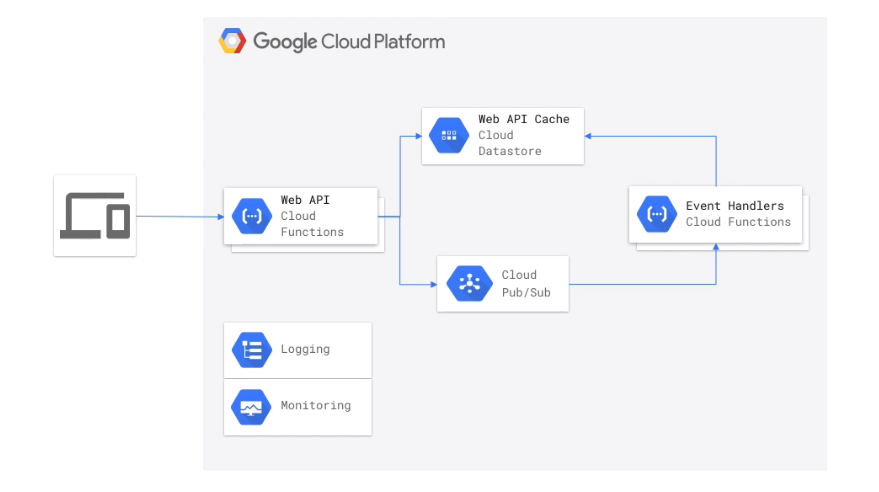 Google Cloud Platform
Web API Cache
Cloud
Datastore
Web API
Cloud
Functions
Event Handlers
Cloud Functions
Cloud
Pub/Sub
Logging
Monitoring